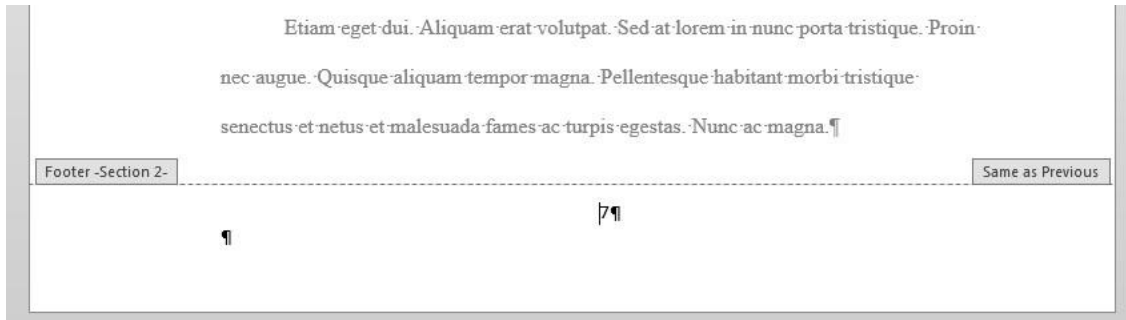 Etiam·eget·dui.·Aliquam·erat·volutpat.·Sed·at·lorem·in·nunc·porta·tristique.·Proin·
nec·augue.·Quisque·aliquam·tempor·magna.·Pellentesque·habitant·morbi·tristique·
senectus·et·netus·et·malesuada·fames·ac·turpis·egestas.·Nunc·ac·magna.¶
Footer -Section 2-
Same as Previous
7¶
¶